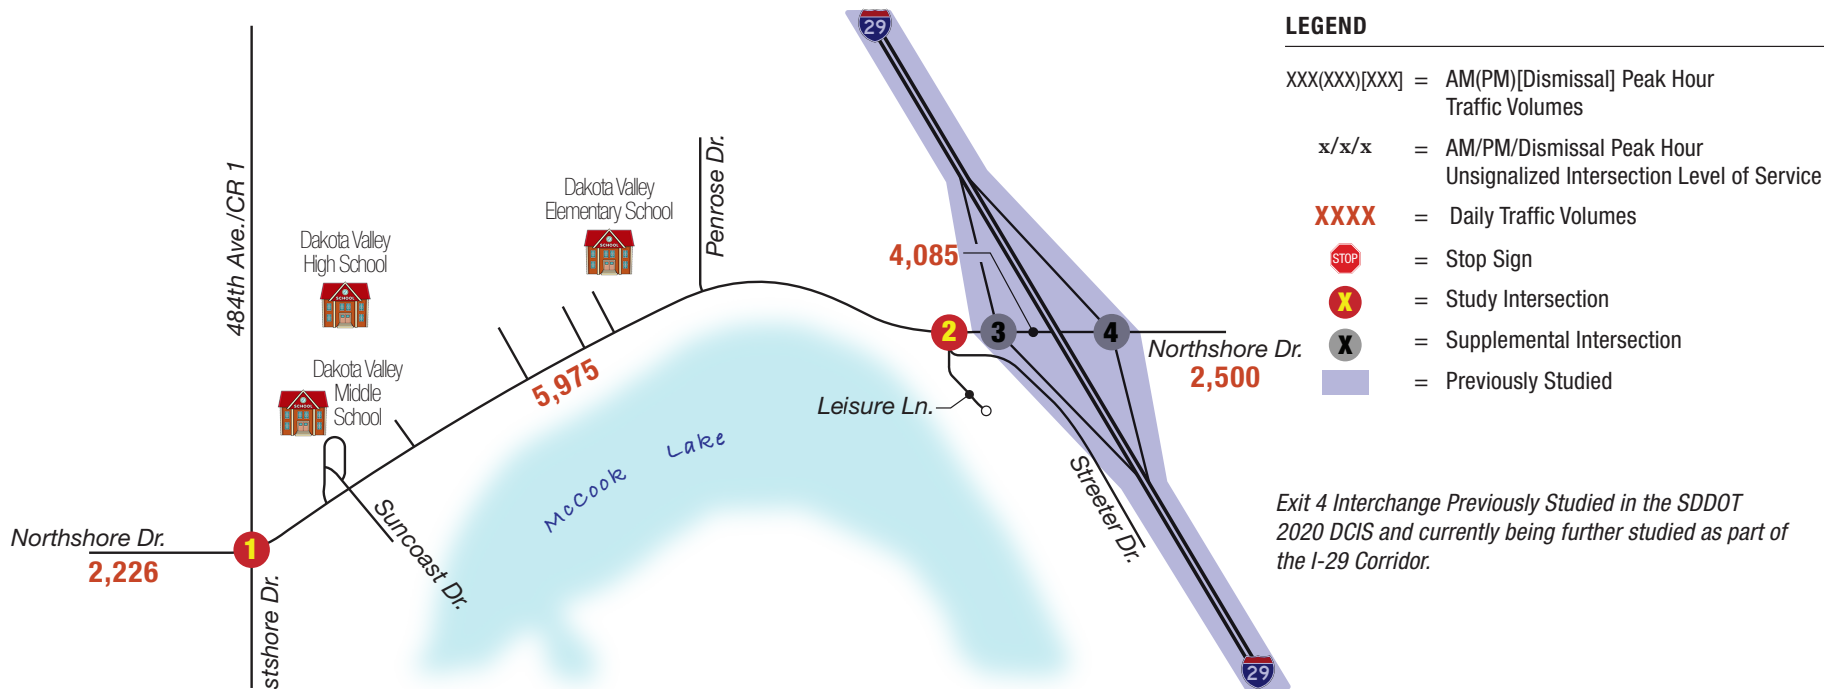 29
484th Ave./CR 1
Dakota Valley
High School
SCHOOL
Dakota Valley
Elementary School
SCHOOL
Penrose Dr.
Dakota Valley
Middle
School
SCHOOL
4,085
2
3
4
Northshore Dr.
2,500
5,975
Leisure Ln.
McCook Lake
Suncoast Dr.
Streeter Dr.
Northshore Dr.
2,226
1
stshore Dr.
29
LEGEND
XXX(XXX)[XXX] = AM(PM)[Dismissal] Peak Hour
Traffic Volumes
x/x/x = AM/PM/Dismissal Peak Hour
Unsignalized Intersection Level of Service
XXXX = Daily Traffic Volumes
STOP = Stop Sign
X = Study Intersection
X = Supplemental Intersection
= Previously Studied
Exit 4 Interchange Previously Studied in the SDDOT
2020 DCIS and currently being further studied as part of
the I-29 Corridor.